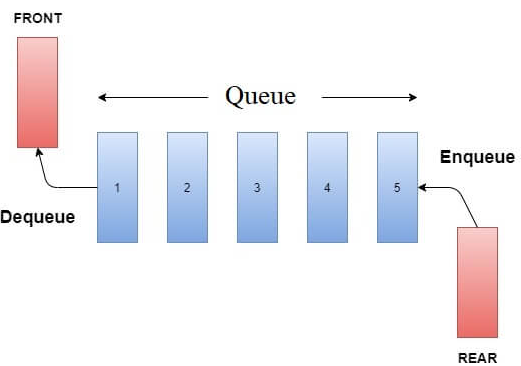 FRONT
Queue
Enqueue
1 2 3 4 5
Dequeue
REAR